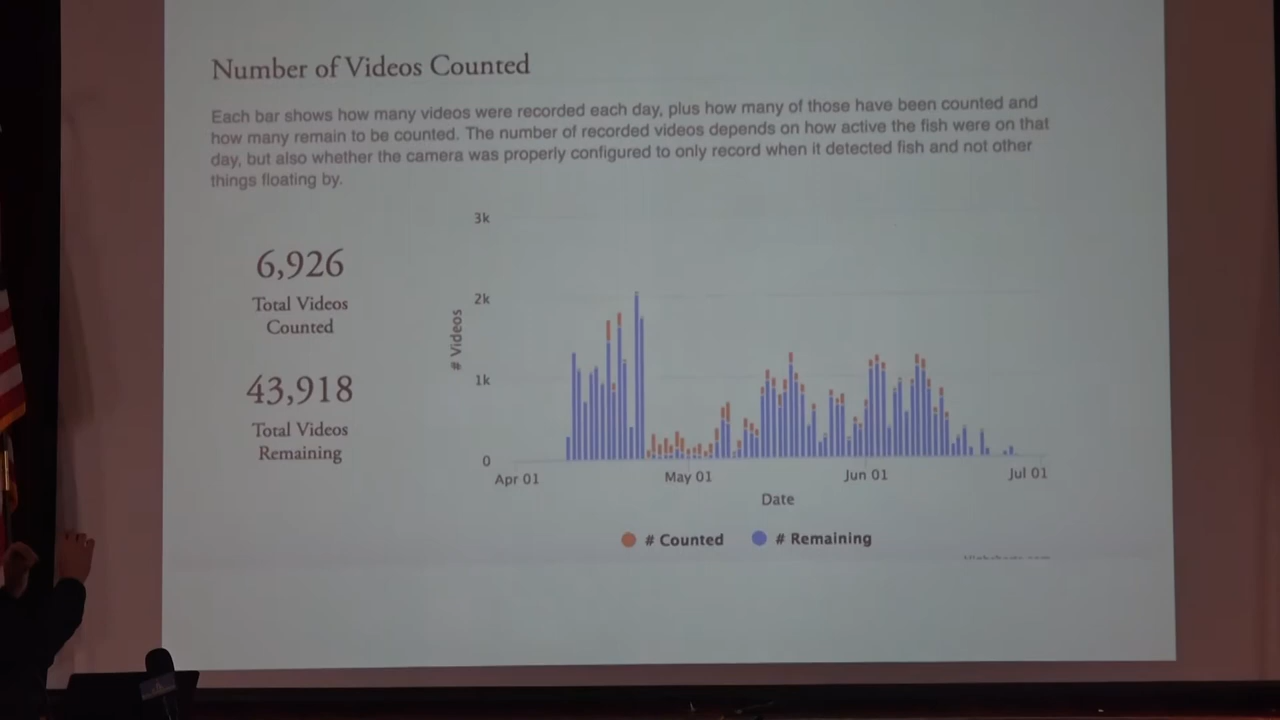 Number of Videos Counted
Each bar shows how many videos were recorded each day, plus how many of those have been counted and
how many remain to be counted. The number of recorded videos depends on how active the fish were on that
day, but also whether the camera was properly configured to only record when it detected fish and not other
things floating by.
6,926
Total Videos
Counted
43,918
Total Videos
Remaining
# Videos
3k
2k
1k
0
Apr 01
May 01
Jun 01
Jul 01
Date
# Counted
# Remaining